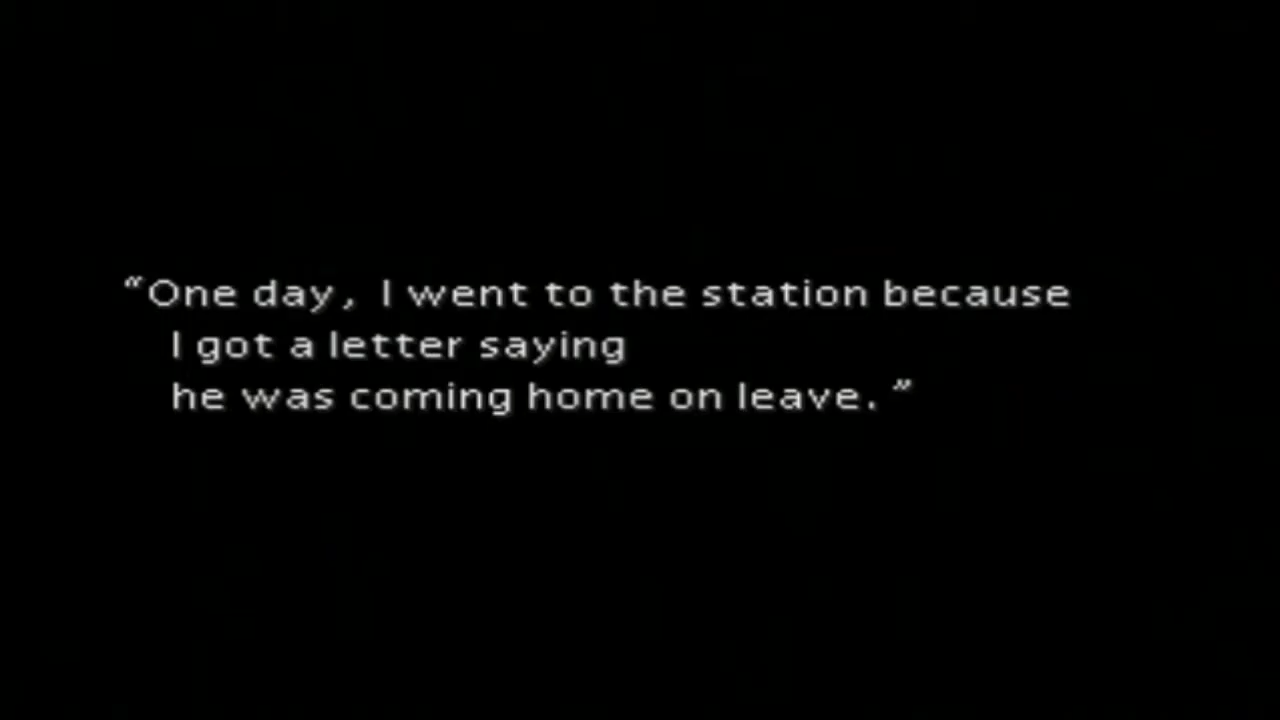 “One day, I went to the station because
I got a letter saying
he was coming home on leave.”